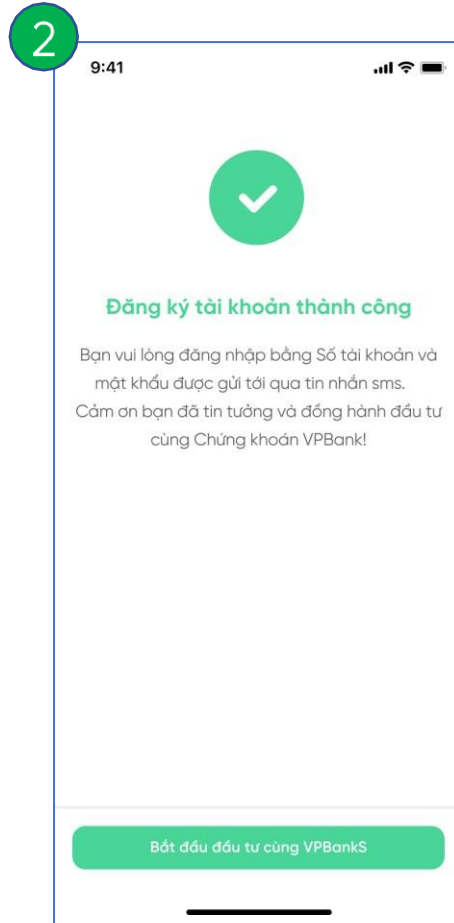 2
9:41
Đăng ký tài khoản thành công
Bạn vui lòng đăng nhập bằng Số tài khoản và
mật khẩu được gửi tới qua tin nhắn sms.
Cảm ơn bạn đã tin tưởng và đồng hành đầu tư
cùng Chứng khoán VPBank!
Bắt đầu đầu tư cùng VPBankS